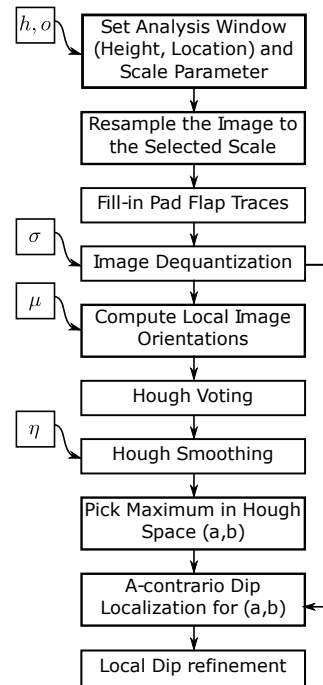 h, o
Set Analysis Window
(Height, Location) and
Scale Parameter
Resample the Image to
the Selected Scale
Fill-in Pad Flap Traces
σ
Image Dequantization
μ
Compute Local Image
Orientations
Hough Voting
η
Hough Smoothing
Pick Maximum in Hough
Space (a,b)
A-contrario Dip
Localization for (a,b)
Local Dip refinement